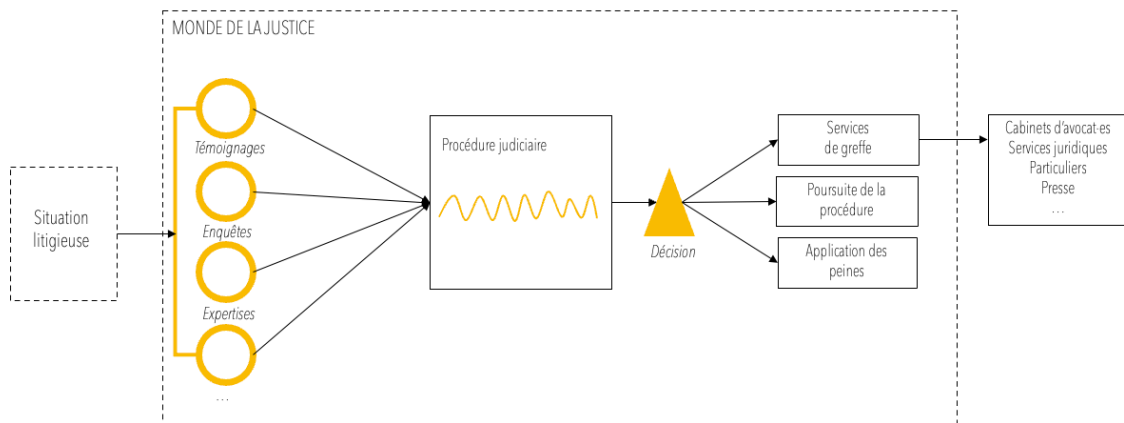 MONDE DE LA JUSTICE
Situation
litigieuse
Témoignages
Enquêtes
Expertises
...
Procédure judiciaire
Décision
Services
de greffe
Poursuite de la
procédure
Application des
peines
Cabinets d'avocat·es
Services juridiques
Particuliers
Presse
...